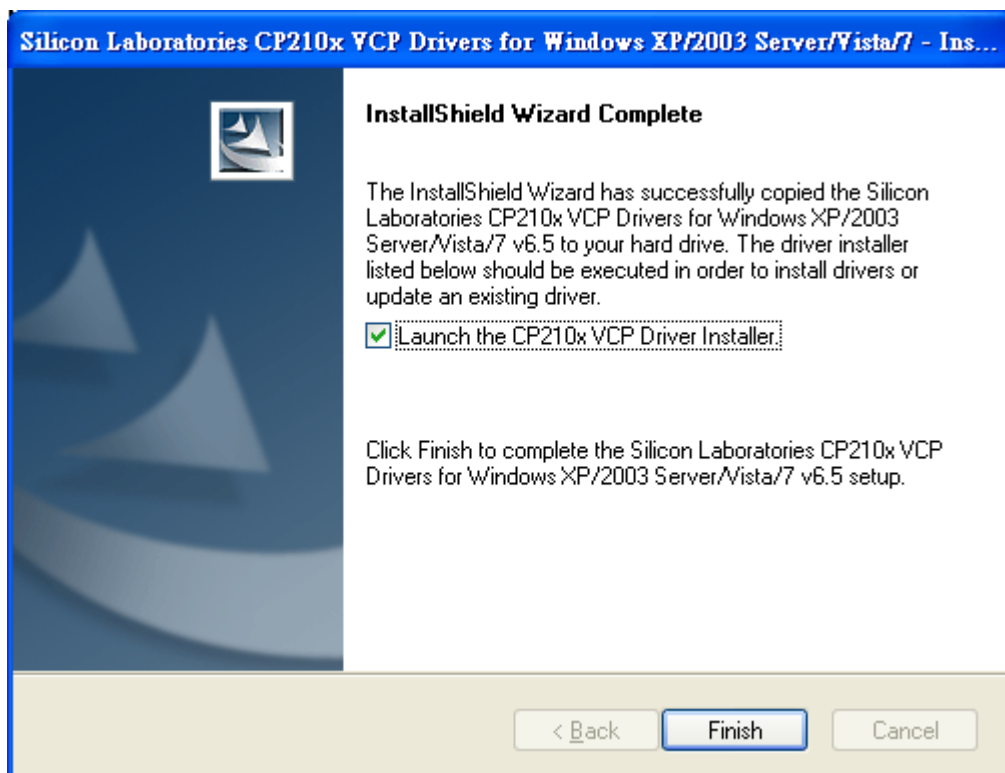 Silicon Laboratories CP210x VCP Drivers for Windows XP/2003 Server/Vista/7 - Ins...
InstallShield Wizard Complete
The InstallShield Wizard has successfully copied the Silicon
Laboratories CP210x VCP Drivers for Windows XP/2003
Server/Vista/7 v6.5 to your hard drive. The driver installer
listed below should be executed in order to install drivers or
update an existing driver.
Launch the CP210x VCP Driver Installer.
Click Finish to complete the Silicon Laboratories CP210x VCP
Drivers for Windows XP/2003 Server/Vista/7 v6.5 setup.
< Back Finish Cancel